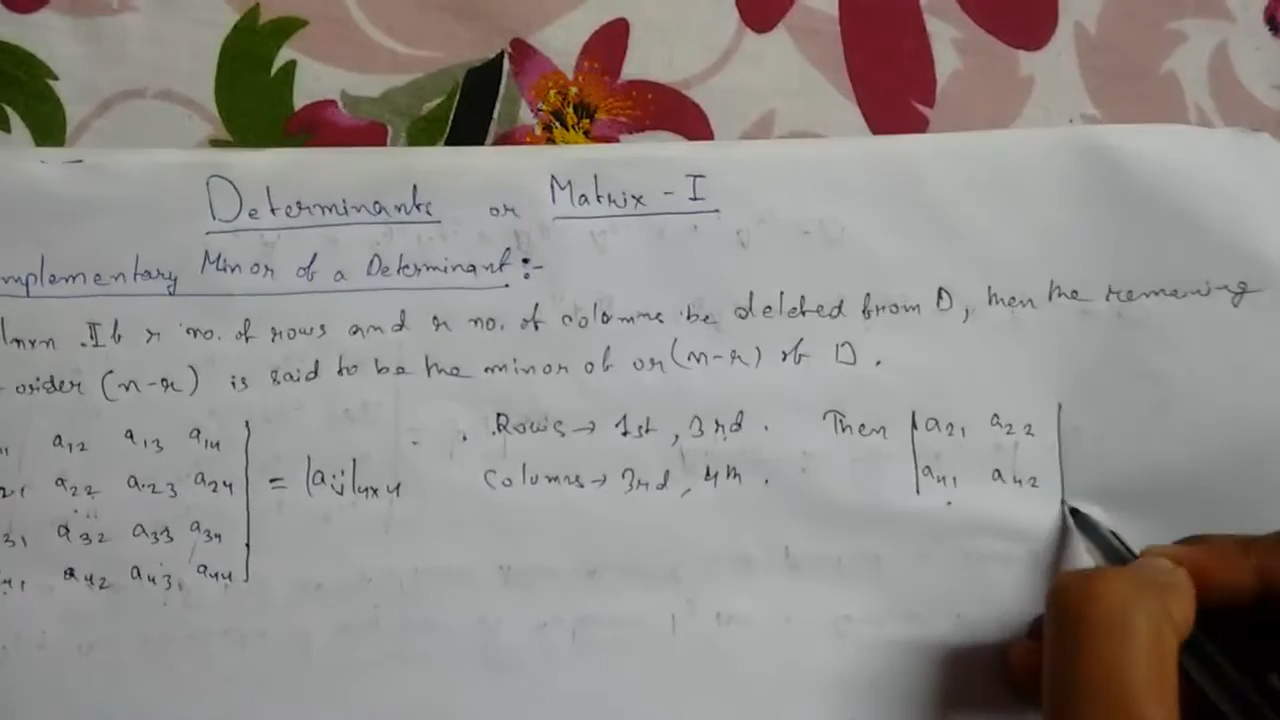 Determinants or Matrix - I
mplementary Minor of a Determinant :-
|nxn . If r no. of rows and r no. of columns be deleted from D, then the remaining
order (n-r) is said to be the minor of or (n-r) of D.
a12 a13 a14
a22 a23 a24 = |aij|4x4
31 a32 a33 a34
41 a42 a43 a44
Rows → 1st, 3rd. Then | a21 a22 |
Columns → 3rd, 4th. | a41 a42 |